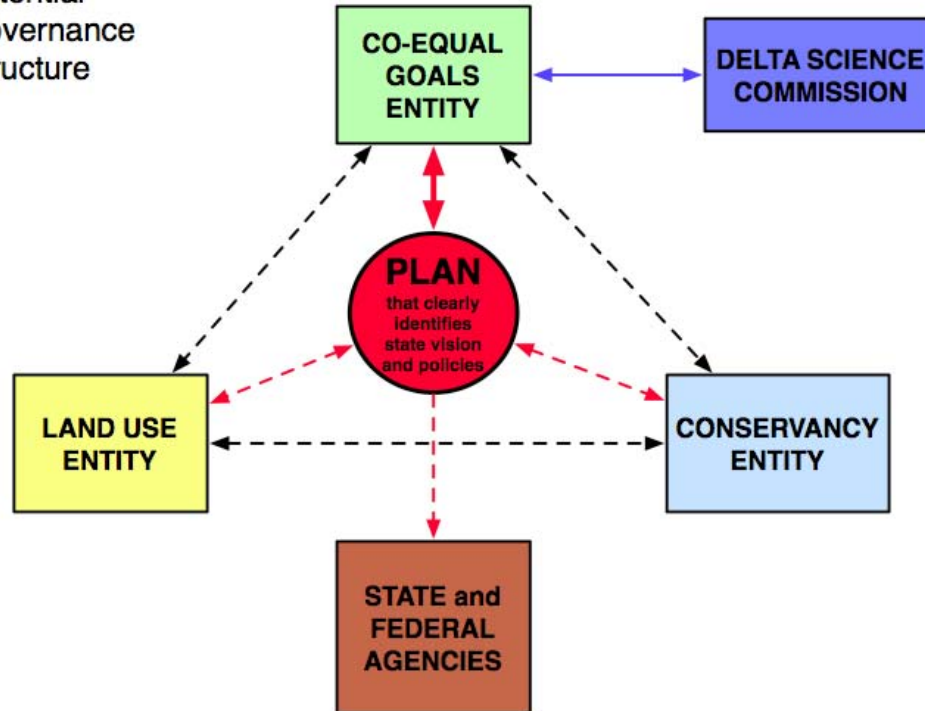 CO-EQUAL
GOALS
ENTITY
DELTA SCIENCE
COMMISSION
PLAN
that clearly
identifies
state vision
and policies
LAND USE
ENTITY
CONSERVANCY
ENTITY
STATE and
FEDERAL
AGENCIES